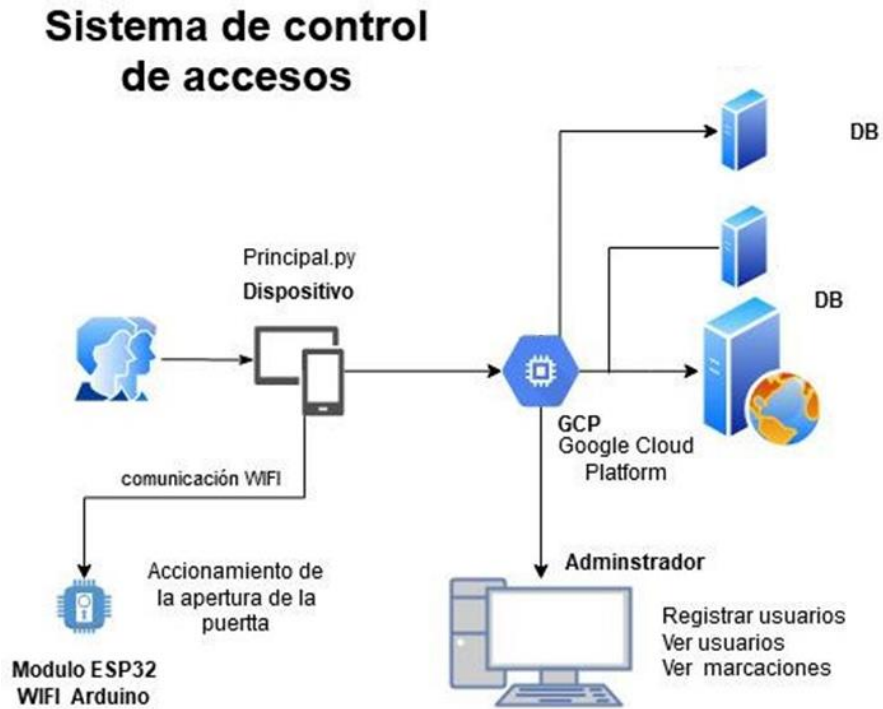 Sistema de control
de accesos
DB
Principal.py
Dispositivo
DB
GCP
Google Cloud
Platform
comunicación WIFI
Accionamiento de
la apertura de la
puertta
Modulo ESP32
WIFI Arduino
Adminstrador
Registrar usuarios
Ver usuarios
Ver marcaciones